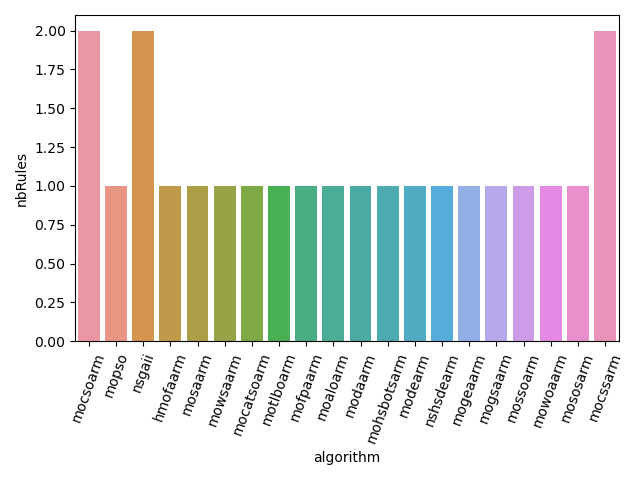 2.00
1.75
1.50
1.25
1.00
0.75
0.50
0.25
0.00
nbRules
mocsoarm
mopso
nsgaii
hmofaarm
mosaarm
mowsaarm
mocatsoarm
motlboarm
mofpaarm
moaloarm
modaarm
mohsbotsarm
modearm
nshsdearm
mogeaarm
mogsaarm
mossoarm
mowoaarm
mososarm
mocssarm
algorithm